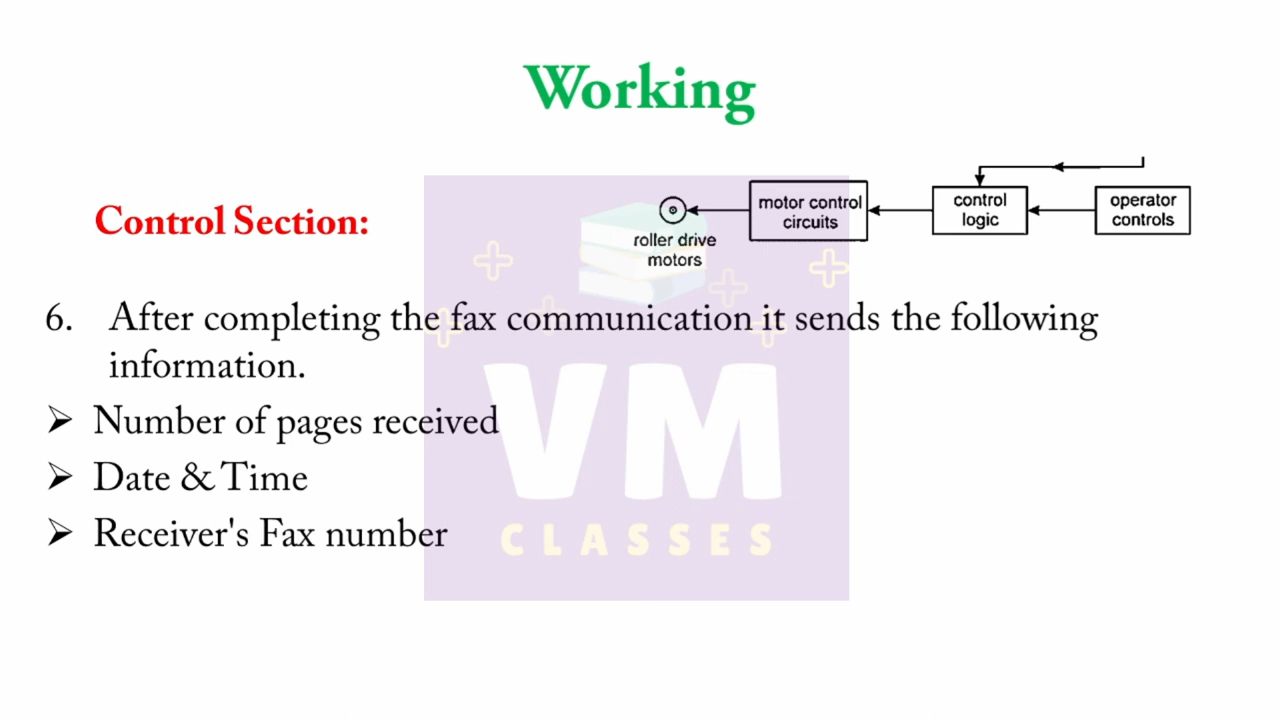 Working
Control Section:
roller drive
motors
motor control
circuits
control
logic
operator
controls
6. After completing the fax communication it sends the following
information.
➢ Number of pages received
➢ Date & Time
➢ Receiver's Fax number
VM
CLASSES